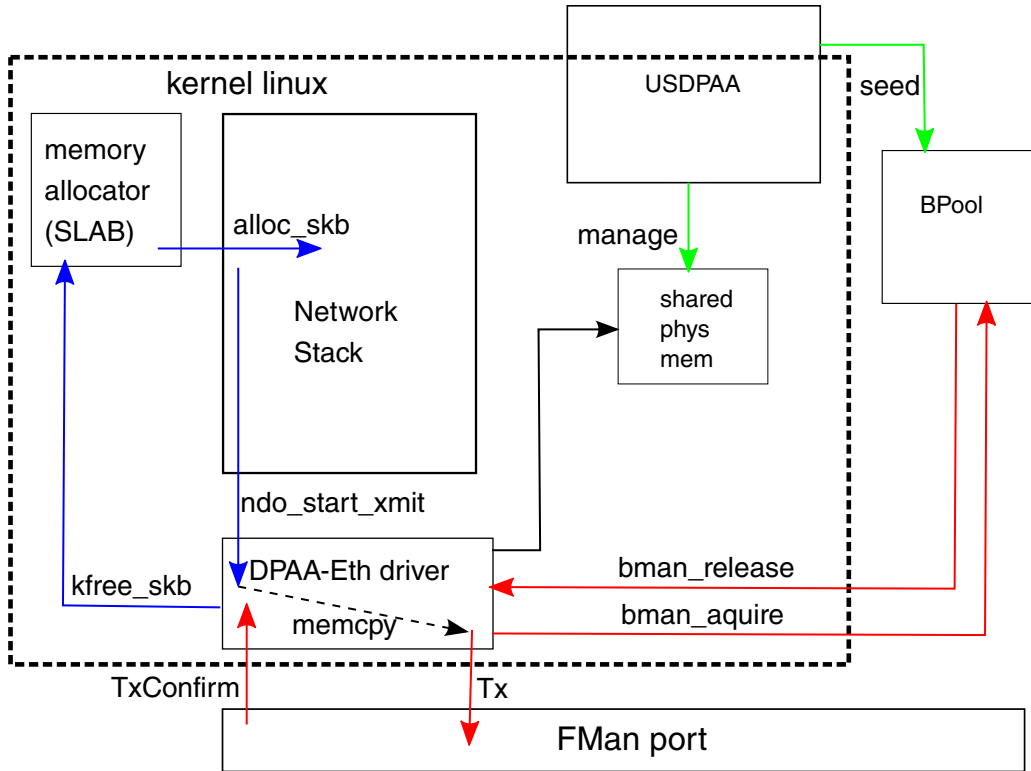 kernel linux
USDPAA
seed
memory
allocator
(SLAB)
alloc_skb
manage
BPool
Network
Stack
shared
phys
mem
ndo_start_xmit
DPAA-Eth driver
memcpy
kfree_skb
bman_release
bman_aquire
TxConfirm
Tx
FMan port